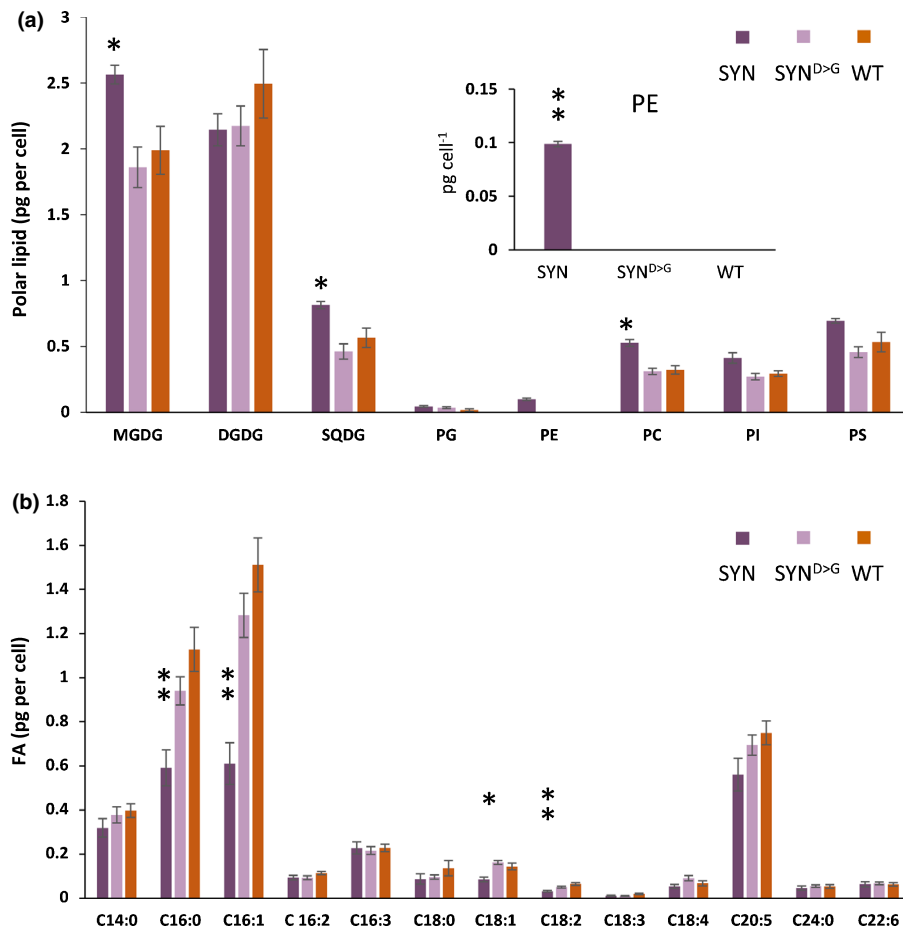 (a)
Polar lipid (pg per cell)
3
2.5
2
1.5
1
0.5
0
*
*
*
MGDG DGDG SQDG PG PE PC PI PS
SYN SYN^D>G WT
PE
pg cell^-1
0.15
0.1
0.05
0
**
SYN SYN^D>G WT
(b)
FA (pg per cell)
1.8
1.6
1.4
1.2
1
0.8
0.6
0.4
0.2
0
**
**
*
**
C14:0 C16:0 C16:1 C 16:2 C16:3 C18:0 C18:1 C18:2 C18:3 C18:4 C20:5 C24:0 C22:6
SYN SYN^D>G WT